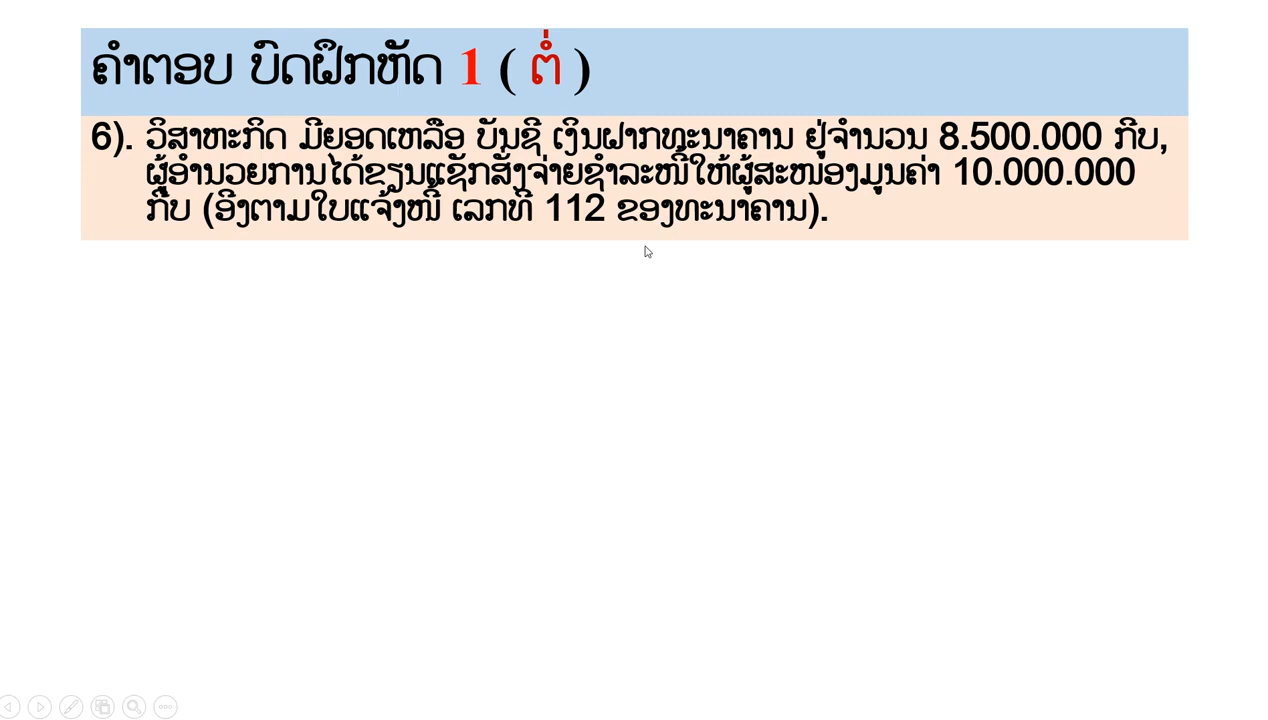 ຄຳຕອບ ບົດຝຶກຫັດ 1 ( ຕໍ່ )
6). ວິສາຫະກິດ ມີຍອດເຫລືອ ບັນຊີ ເງິນຝາກທະນາຄານ ຢູ່ຈຳນວນ 8.500.000 ກີບ,
ຜູ້ອຳນວຍການໄດ້ຂຽນແຊັກສັ່ງຈ່າຍຊຳລະໜີ້ໃຫ້ຜູ້ສະໜອງມູນຄ່າ 10.000.000
ກີບ (ອີງຕາມໃບແຈ້ງໜີ້ ເລກທີ 112 ຂອງທະນາຄານ).